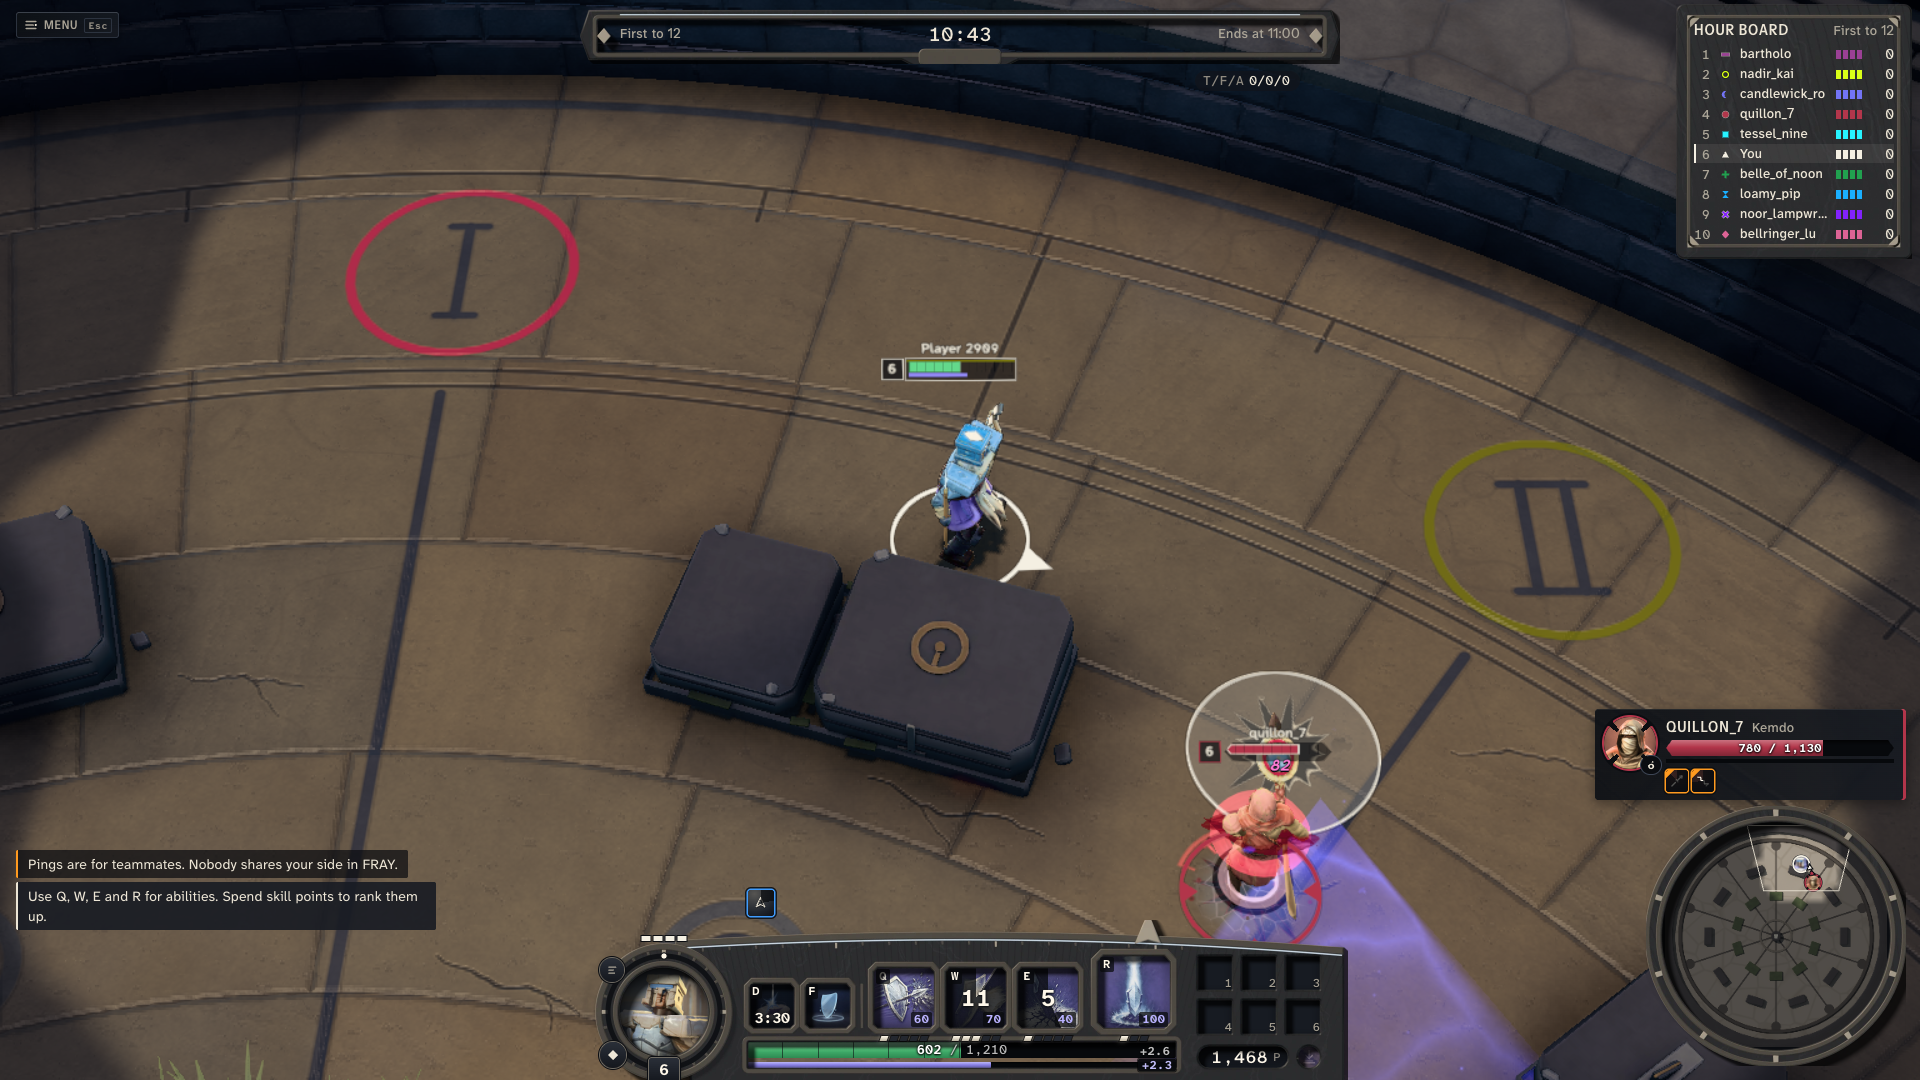 MENU Esc
First to 12
10:43
Ends at 11:00
T/F/A 0/0/0
HOUR BOARD First to 12
1 bartholo 0
2 nadir_kai 0
3 candlewick_ro 0
4 quillon_7 0
5 tessel_nine 0
6 You 0
7 belle_of_noon 0
8 loamy_pip 0
9 noor_lampwr... 0
10 bellringer_lu 0
I
Player 2909
6
II
quillon_7
6
82
QUILLON_7 Kemdo
780 / 1,130
6
Pings are for teammates. Nobody shares your side in FRAY.
Use Q, W, E and R for abilities. Spend skill points to rank them
up.
D
3:30
F
Q
60
W
11
70
E
5
40
R
100
1 2 3
4 5 6
602 / 1,210
+2.6
+2.3
6
1,468 P